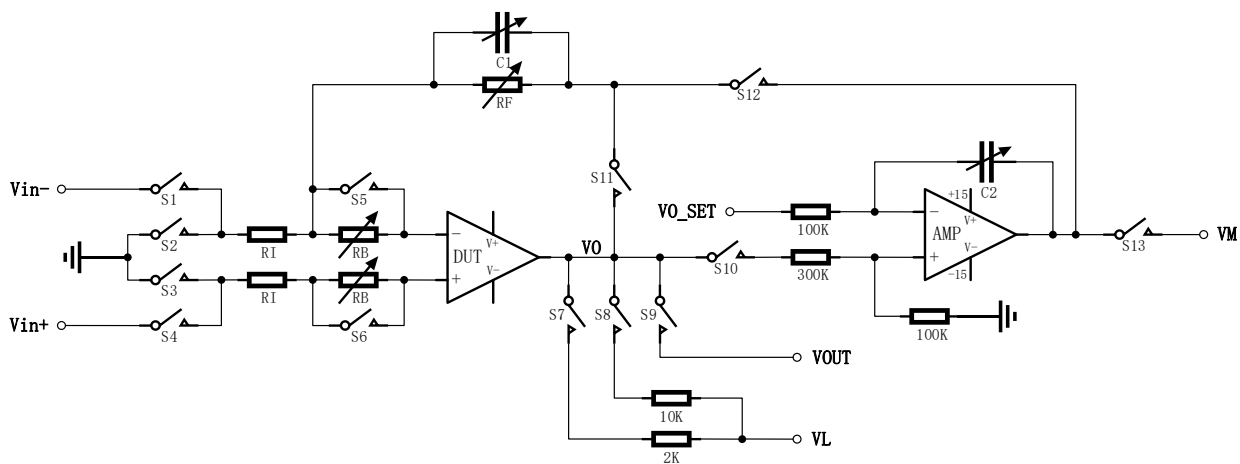 C1
RF
S12
S11
Vin-
S1
S5
S2
RI
RB
DUT
V+
V-
VO
S3
RI
RB
Vin+
S4
S6
S7
S8
S9
S10
VO_SET
100K
300K
C2
+15
V+
AMP
V-
-15
S13
VM
100K
VOUT
10K
2K
VL